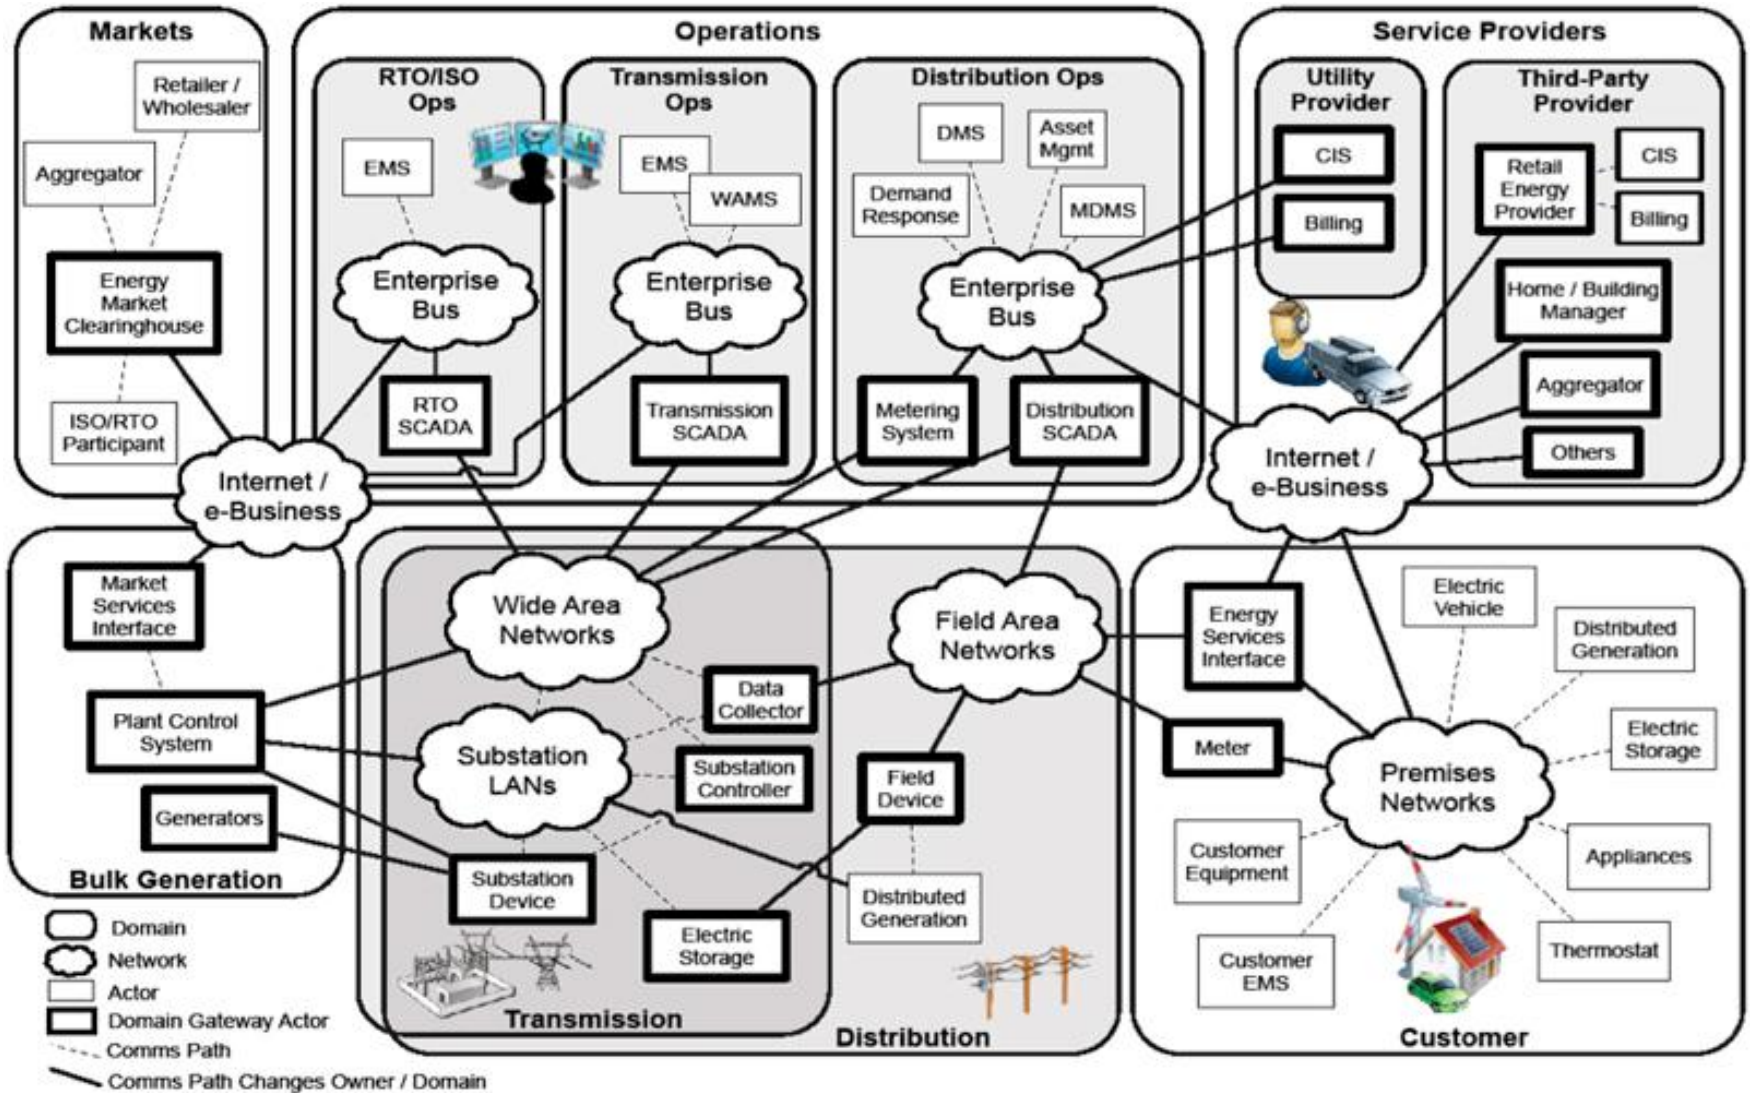 Markets
Retailer /
Wholesaler
Aggregator
Energy
Market
Clearinghouse
ISO/RTO
Participant
Operations
RTO/ISO
Ops
EMS
Enterprise
Bus
RTO
SCADA
Transmission
Ops
EMS
WAMS
Enterprise
Bus
Transmission
SCADA
Distribution Ops
DMS
Asset
Mgmt
Demand
Response
MDMS
Enterprise
Bus
Metering
System
Distribution
SCADA
Service Providers
Utility
Provider
CIS
Billing
Third-Party
Provider
Retail
Energy
Provider
CIS
Billing
Home / Building
Manager
Aggregator
Others
Internet /
e-Business
Internet /
e-Business
Market
Services
Interface
Plant Control
System
Generators
Bulk Generation
Wide Area
Networks
Data
Collector
Substation
LANs
Substation
Controller
Substation
Device
Electric
Storage
Transmission
Field Area
Networks
Field
Device
Distributed
Generation
Distribution
Energy
Services
Interface
Meter
Electric
Vehicle
Distributed
Generation
Electric
Storage
Premises
Networks
Customer
Equipment
Appliances
Customer
EMS
Thermostat
Customer
Domain
Network
Actor
Domain Gateway Actor
Comms Path
Comms Path Changes Owner / Domain